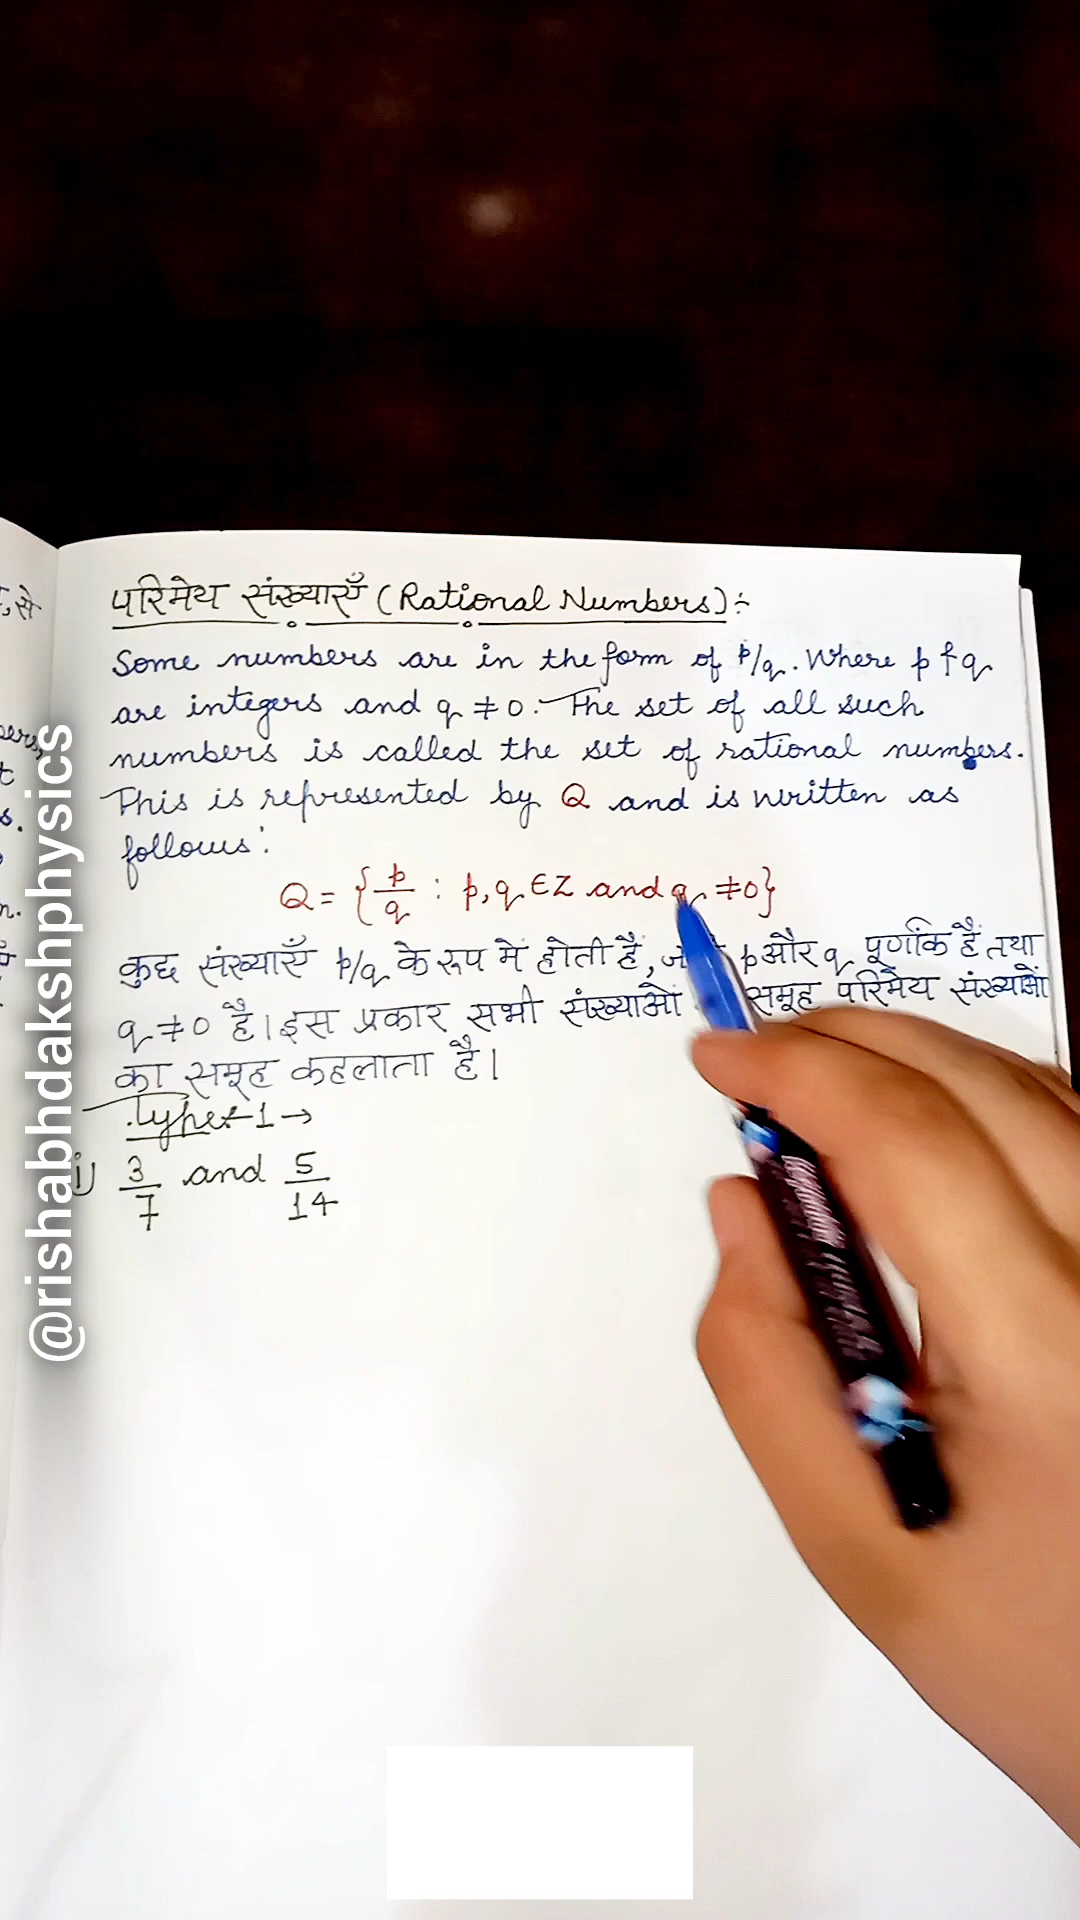 परिमेय संख्याएँ (Rational Numbers):-
Some numbers are in the form of p/q. Where p & q
are integers and q ≠ 0. The set of all such
numbers is called the set of rational numbers.
This is represented by Q and is written as
follows:
Q = {p/q : p, q ∈ Z and q ≠ 0}
कुछ संख्याएँ p/q के रूप में होती हैं, p और q पूर्णांक हैं तथा
q ≠ 0 है। इस प्रकार सभी संख्याओं समूह परिमेय संख्याओं
का समूह कहलाता है।
Type-1 →
i) 3/7 and 5/14
@rishabhdakshphysics